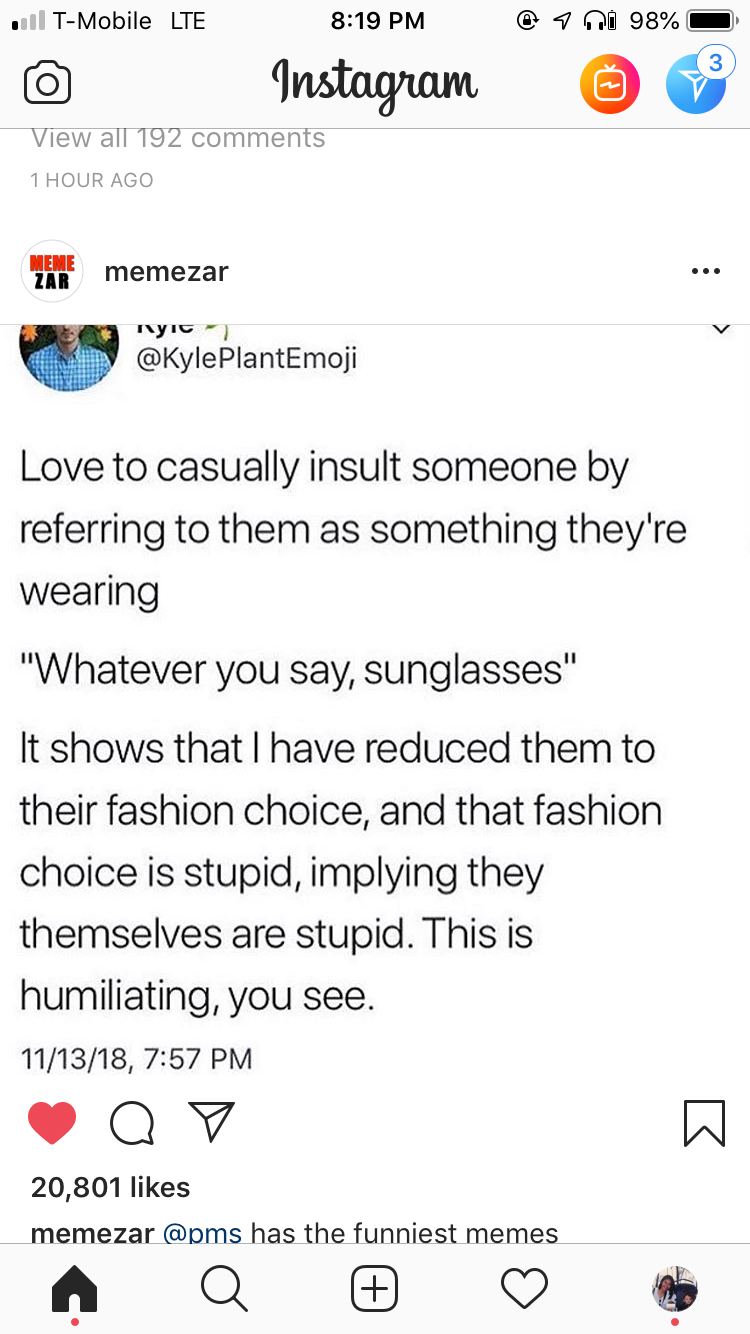 T-Mobile LTE 8:19 PM 98%
Instagram
3
View all 192 comments
1 HOUR AGO
MEME
ZAR
memezar
Kyle
@KylePlantEmoji
Love to casually insult someone by
referring to them as something they're
wearing
"Whatever you say, sunglasses"
It shows that I have reduced them to
their fashion choice, and that fashion
choice is stupid, implying they
themselves are stupid. This is
humiliating, you see.
11/13/18, 7:57 PM
20,801 likes
memezar @pms has the funniest memes